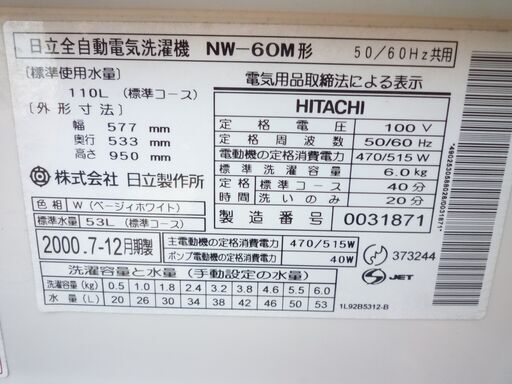 日立全自動電気洗濯機 NW-60M形 50/60Hz共用
[標準使用水量]
110L (標準コース)
[外形寸法]
幅 577 mm
奥行 533 mm
高さ 950 mm
株式会社 日立製作所
色相 W (ベージィホワイト)
標準水量 53L (標準コース)
2000.7-12月期製
電気用品取締法による表示
HITACHI
定格電圧 100 V
定格周波数 50/60 Hz
電動機の定格消費電力 470/515 W
標準洗濯容量 6.0 kg
定格 標準コース 40分
時間 洗いのみ 20分
製造番号 0031871
主電動機の定格消費電力 470/515W
ポンプ電動機の定格消費電力 40W
373244
JET
洗濯容量と水量 (手動設定の水量)
洗濯容量(kg) 0.5 1.0 1.8 2.4 3.2 3.8 4.6 5.5 6.0
水量(L) 20 26 30 34 38 42 46 50 53
1L92B5312-B